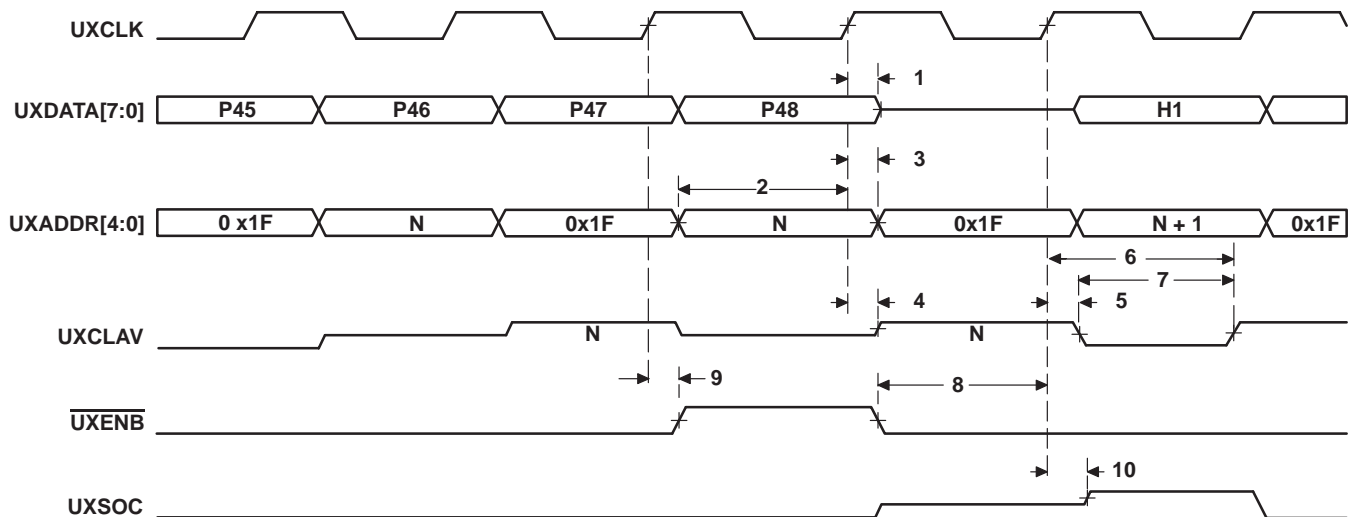 UXCLK
1
UXDATA[7:0] P45 P46 P47 P48 H1
3
2
UXADDR[4:0] 0 x1F N 0x1F N 0x1F N + 1 0x1F
6
7
4 5
UXCLAV N N
9 8
UXENB
10
UXSOC